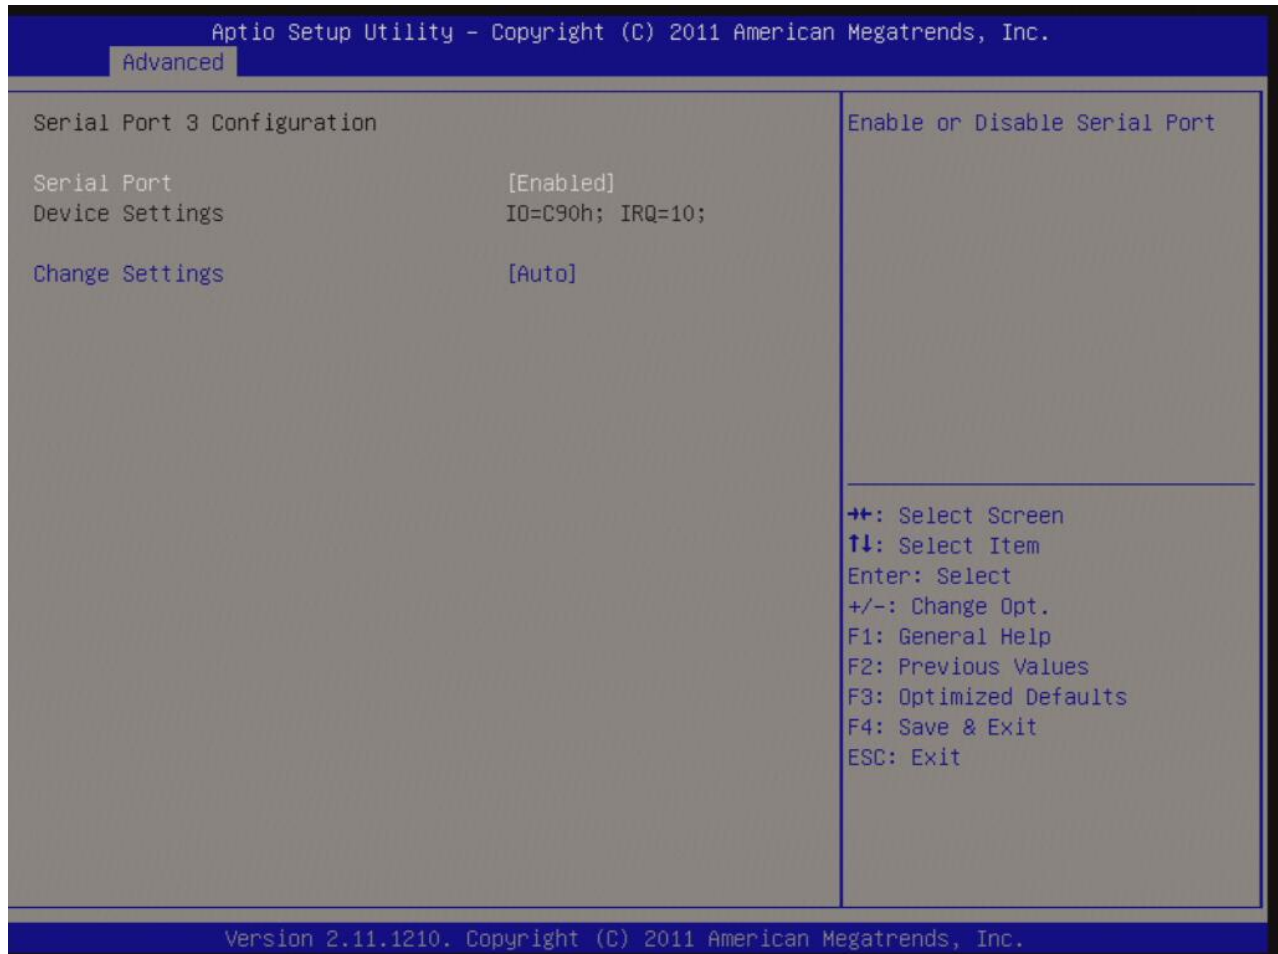 Aptio Setup Utility – Copyright (C) 2011 American Megatrends, Inc.
Advanced
Serial Port 3 Configuration
Serial Port [Enabled]
Device Settings IO=C90h; IRQ=10;
Change Settings [Auto]
Enable or Disable Serial Port
→←: Select Screen
↑↓: Select Item
Enter: Select
+/-: Change Opt.
F1: General Help
F2: Previous Values
F3: Optimized Defaults
F4: Save & Exit
ESC: Exit
Version 2.11.1210. Copyright (C) 2011 American Megatrends, Inc.